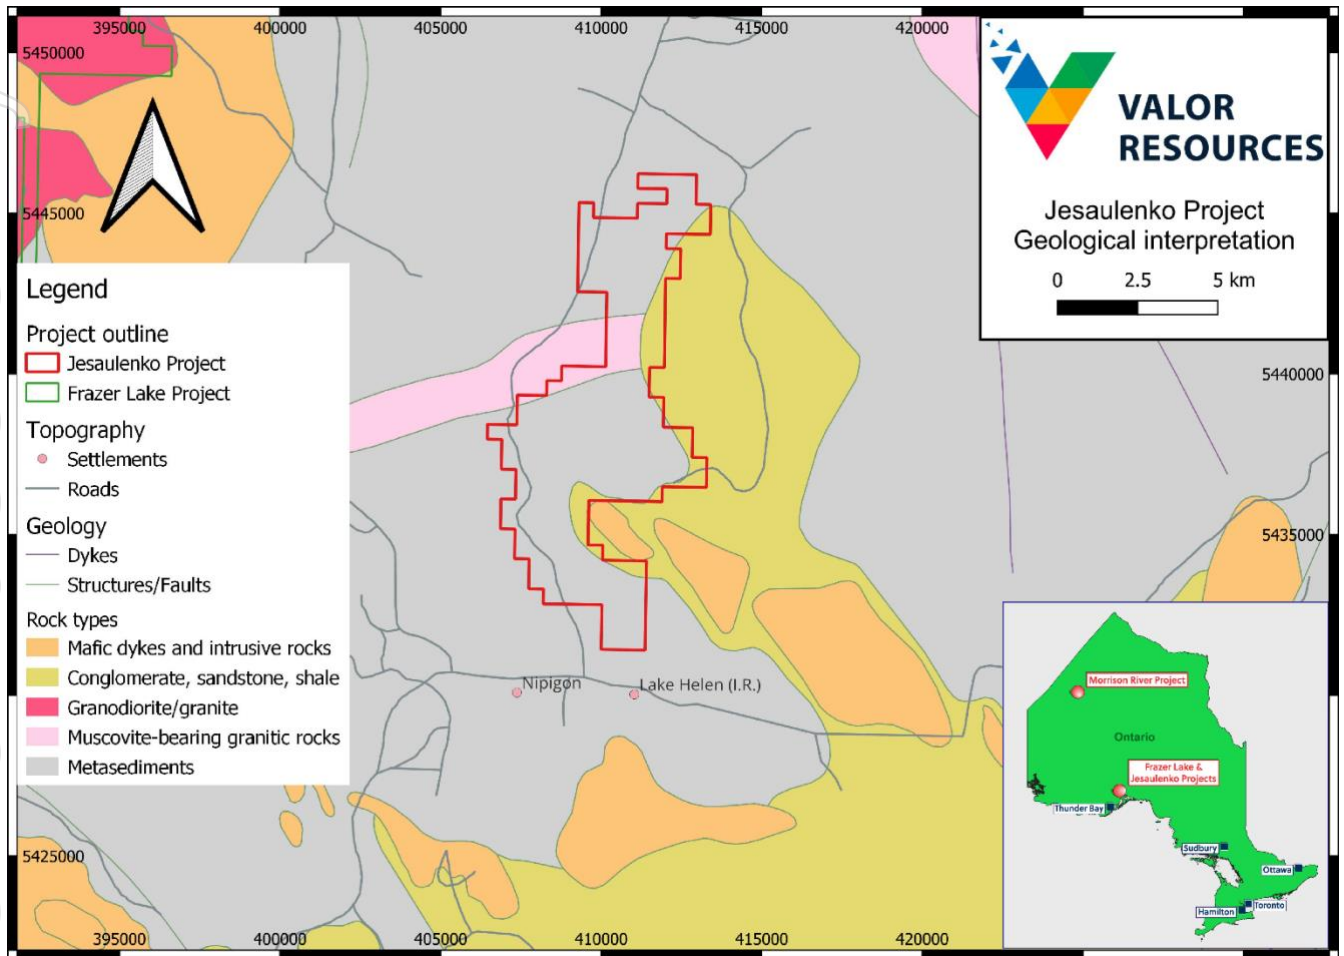 395000
400000
405000
410000
415000
420000
5450000
VALOR
RESOURCES
5445000
Jesaulenko Project
Geological interpretation
0 2.5 5 km
Legend
Project outline
Jesaulenko Project
Frazer Lake Project
Topography
Settlements
Roads
Geology
Dykes
Structures/Faults
Rock types
Mafic dykes and intrusive rocks
Conglomerate, sandstone, shale
Granodiorite/granite
Muscovite-bearing granitic rocks
Metasediments
5440000
5435000
Nipigon
Lake Helen (I.R.)
Morrison River Project
Ontario
Frazer Lake &
Jesaulenko Projects
Thunder Bay
Sudbury
Ottawa
Toronto
Hamilton
5425000
395000
400000
405000
410000
415000
420000